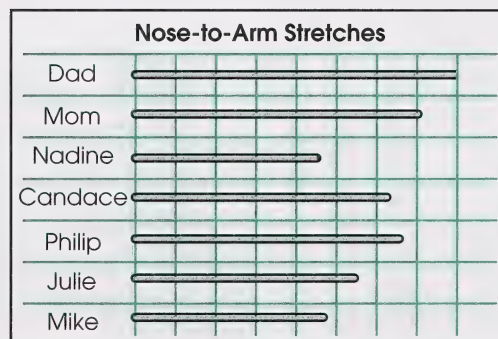 Nose-to-Arm Stretches
Dad
Mom
Nadine
Candace
Philip
Julie
Mike